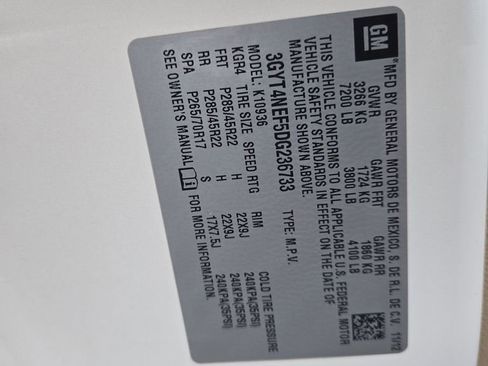 GM
MFD BY GENERAL MOTORS DE MEXICO, S. DE R.L. DE C.V. 11/12
GVWR GAWR FRT GAWR RR
3266 KG 1724 KG 1860 KG
7200 LB 3800 LB 4100 LB
THIS VEHICLE CONFORMS TO ALL APPLICABLE U.S. FEDERAL MOTOR
VEHICLE SAFETY STANDARDS IN EFFECT ON THE DATE OF
MANUFACTURE SHOWN ABOVE.
3GYT4NEF5DG236733 TYPE: M.P.V.
MODEL: K10936
KGR4 TIRE SIZE SPEED RTG RIM COLD TIRE PRESSURE
FRT P285/45R22 H 22X9J 240KPA(35PSI)
RR P285/45R22 H 22X9J 240KPA(35PSI)
SPA P265/70R17 S 17X7.5J 240KPA(35PSI)
SEE OWNER'S MANUAL i FOR MORE INFORMATION.